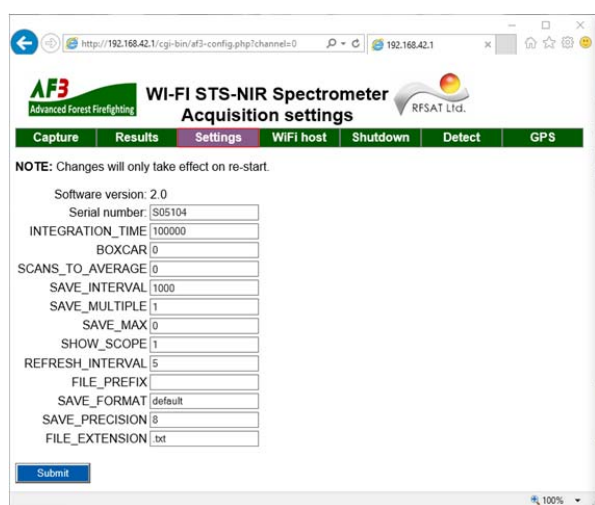 http://192.168.42.1/cgi-bin/af3-config.php?channel=0
192.168.42.1
AF3
Advanced Forest Firefighting
WI-FI STS-NIR Spectrometer
Acquisition settings
RFSAT Ltd.
Capture Results Settings WiFi host Shutdown Detect GPS
NOTE: Changes will only take effect on re-start.
Software version: 2.0
Serial number: S05104
INTEGRATION_TIME 100000
BOXCAR 0
SCANS_TO_AVERAGE 0
SAVE_INTERVAL 1000
SAVE_MULTIPLE 1
SAVE_MAX 0
SHOW_SCOPE 1
REFRESH_INTERVAL 5
FILE_PREFIX
SAVE_FORMAT default
SAVE_PRECISION 8
FILE_EXTENSION .txt
Submit
100%